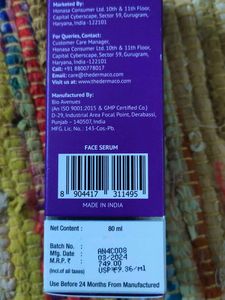 Marketed By:
Honasa Consumer Ltd. 10th & 11th Floor,
Capital Cyberscape, Sector 59, Gurugram,
Haryana, India -122101
For Queries, Contact:
Customer Care Manager,
Honasa Consumer Ltd. 10th & 11th Floor,
Capital Cyberscape, Sector 59, Gurugram,
Haryana, India - 122101
Call at: +91 8800778017
Email: care@thedermaco.com
Website: www.thedermaco.com
Manufactured By:
Bio Avenues
(An ISO 9001:2015 & GMP Certified Co.)
D-29, Industrial Area Focal Point, Derabassi,
Punjab – 140507, India
MFG. Lic. No.: 143-Cos-Pb.
FACE SERUM
8 904417 311495
MADE IN INDIA
Net Content : 80 ml
Batch No. : AN4C008
Mfg. Date : 03/2024
M.R.P. ₹ : 749.00
(Incl.of all taxes) USP ₹9.36/ml
Use Before 24 Months From Manufacturing